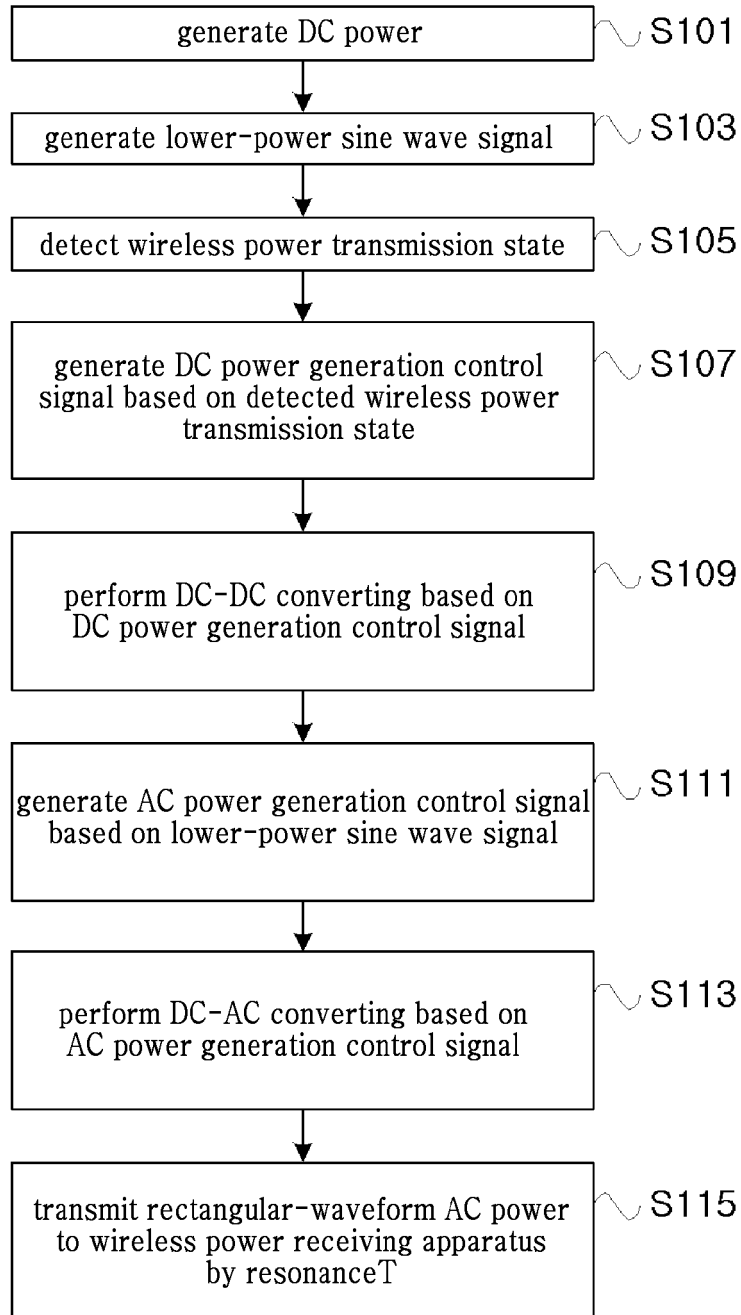 generate DC power
S101
generate lower-power sine wave signal
S103
detect wireless power transmission state
S105
generate DC power generation control
signal based on detected wireless power
transmission state
S107
perform DC-DC converting based on
DC power generation control signal
S109
generate AC power generation control signal
based on lower-power sine wave signal
S111
perform DC-AC converting based on
AC power generation control signal
S113
transmit rectangular-waveform AC power
to wireless power receiving apparatus
by resonanceT
S115